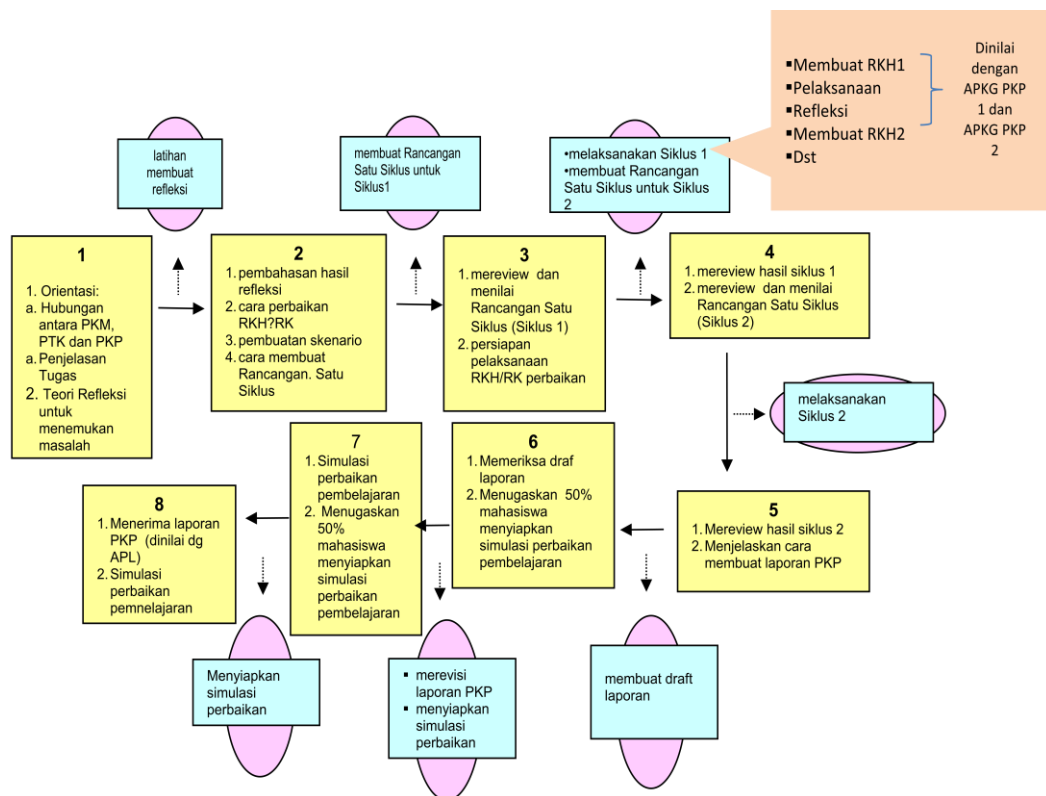 ▪Membuat RKH1
▪Pelaksanaan
▪Refleksi
▪Membuat RKH2
▪Dst
Dinilai
dengan
APKG PKP
1 dan
APKG PKP
2
latihan
membuat
refleksi
membuat Rancangan
Satu Siklus untuk
Siklus1
•melaksanakan Siklus 1
•membuat Rancangan
Satu Siklus untuk Siklus
2
1
1. Orientasi:
a. Hubungan
antara PKM,
PTK dan PKP
a. Penjelasan
Tugas
2. Teori Refleksi
untuk
menemukan
masalah
2
1. pembahasan hasil
refleksi
2. cara perbaikan
RKH?RK
3. pembuatan skenario
4. cara membuat
Rancangan. Satu
Siklus
3
1. mereview dan
menilai
Rancangan Satu
Siklus (Siklus 1)
2. persiapan
pelaksanaan
RKH/RK perbaikan
4
1. mereview hasil siklus 1
2. mereview dan menilai
Rancangan Satu Siklus
(Siklus 2)
melaksanakan
Siklus 2
5
1. Mereview hasil siklus 2
2. Menjelaskan cara
membuat laporan PKP
6
1. Memeriksa draf
laporan
2. Menugaskan 50%
mahasiswa
menyiapkan
simulasi perbaikan
pembelajaran
7
1. Simulasi
perbaikan
pembelajaran
2. Menugaskan
50%
mahasiswa
menyiapkan
simulasi
perbaikan
pembelajaran
8
1. Menerima laporan
PKP (dinilai dg
APL)
2. Simulasi
perbaikan
pemnelajaran
Menyiapkan
simulasi
perbaikan
▪ merevisi
laporan PKP
▪ menyiapkan
simulasi
perbaikan
membuat draft
laporan